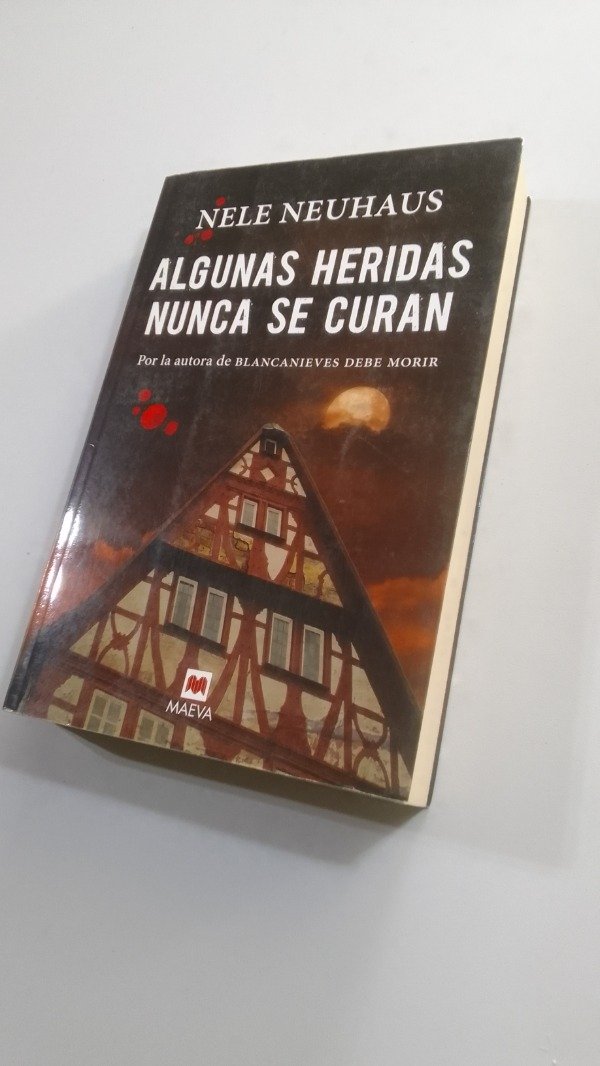 NELE NEUHAUS
ALGUNAS HERIDAS
NUNCA SE CURAN
Por la autora de BLANCANIEVES DEBE MORIR
MAEVA